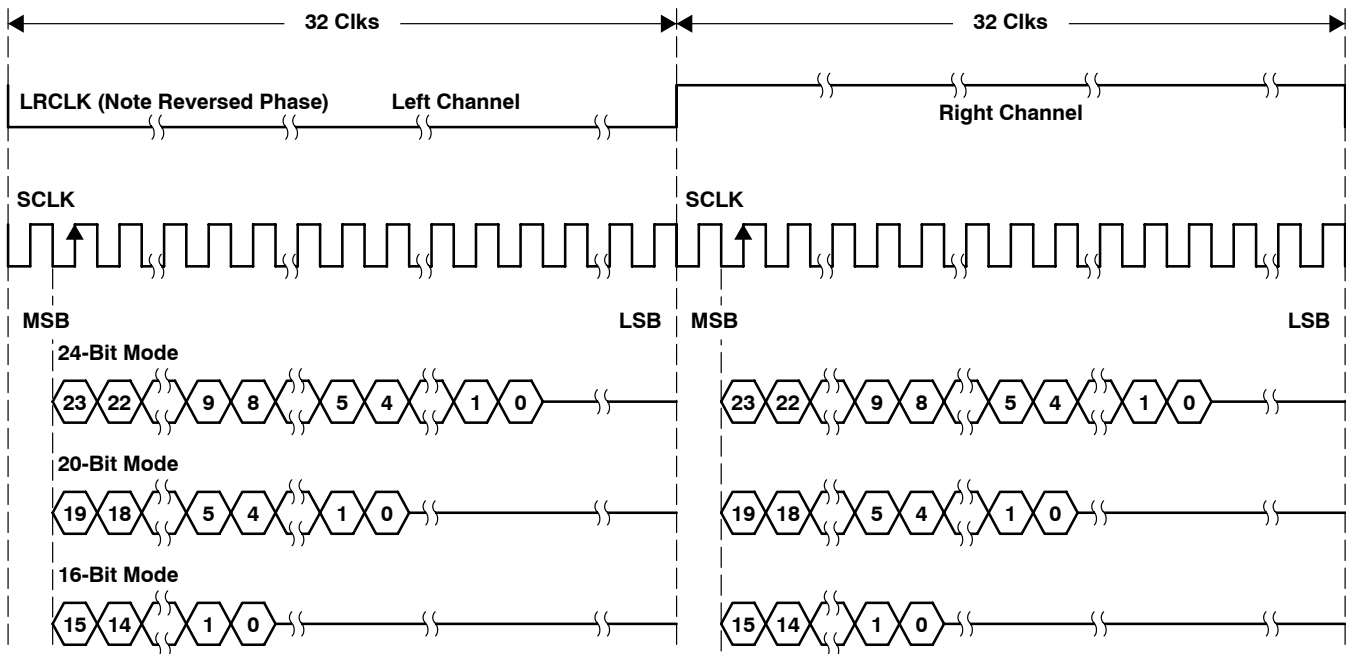 32 Clks 32 Clks
LRCLK (Note Reversed Phase) Left Channel
Right Channel
SCLK SCLK
MSB LSB MSB LSB
24-Bit Mode
23 22 9 8 5 4 1 0 23 22 9 8 5 4 1 0
20-Bit Mode
19 18 5 4 1 0 19 18 5 4 1 0
16-Bit Mode
15 14 1 0 15 14 1 0